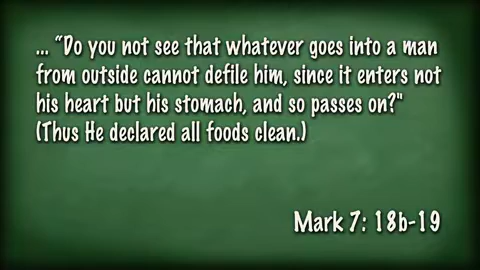 ... “Do you not see that whatever goes into a man
from outside cannot defile him, since it enters not
his heart but his stomach, and so passes on?"
(Thus He declared all foods clean.)
Mark 7: 18b-19